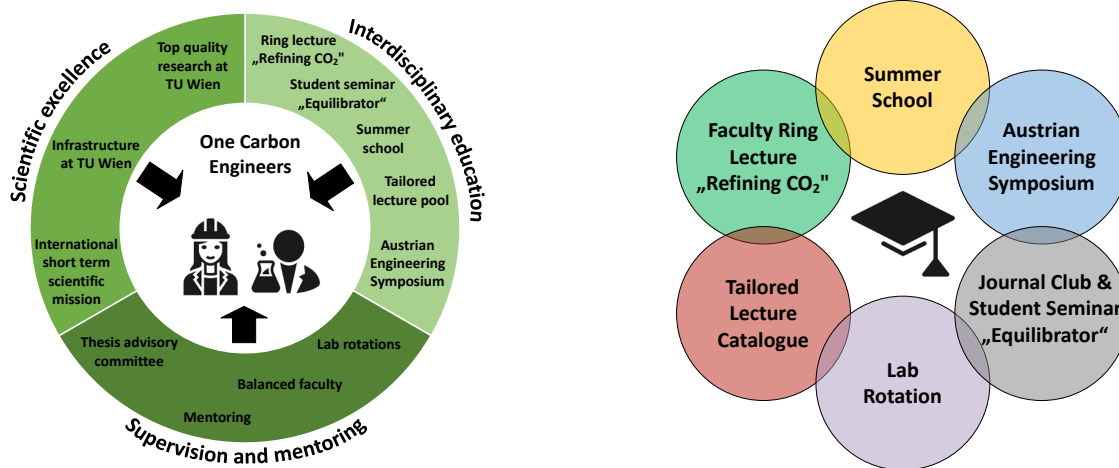 Scientific excellence
Interdisciplinary education
Supervision and mentoring
Top quality
research at
TU Wien
Infrastructure
at TU Wien
International
short term
scientific
mission
Ring lecture
„Refining CO₂"
Student seminar
„Equilibrator“
Summer
school
Tailored
lecture pool
Austrian
Engineering
Symposium
One Carbon
Engineers
Thesis advisory
committee
Lab rotations
Balanced faculty
Mentoring
Summer
School
Faculty Ring
Lecture
„Refining CO₂"
Austrian
Engineering
Symposium
Tailored
Lecture
Catalogue
Journal Club &
Student Seminar
„Equilibrator“
Lab
Rotation